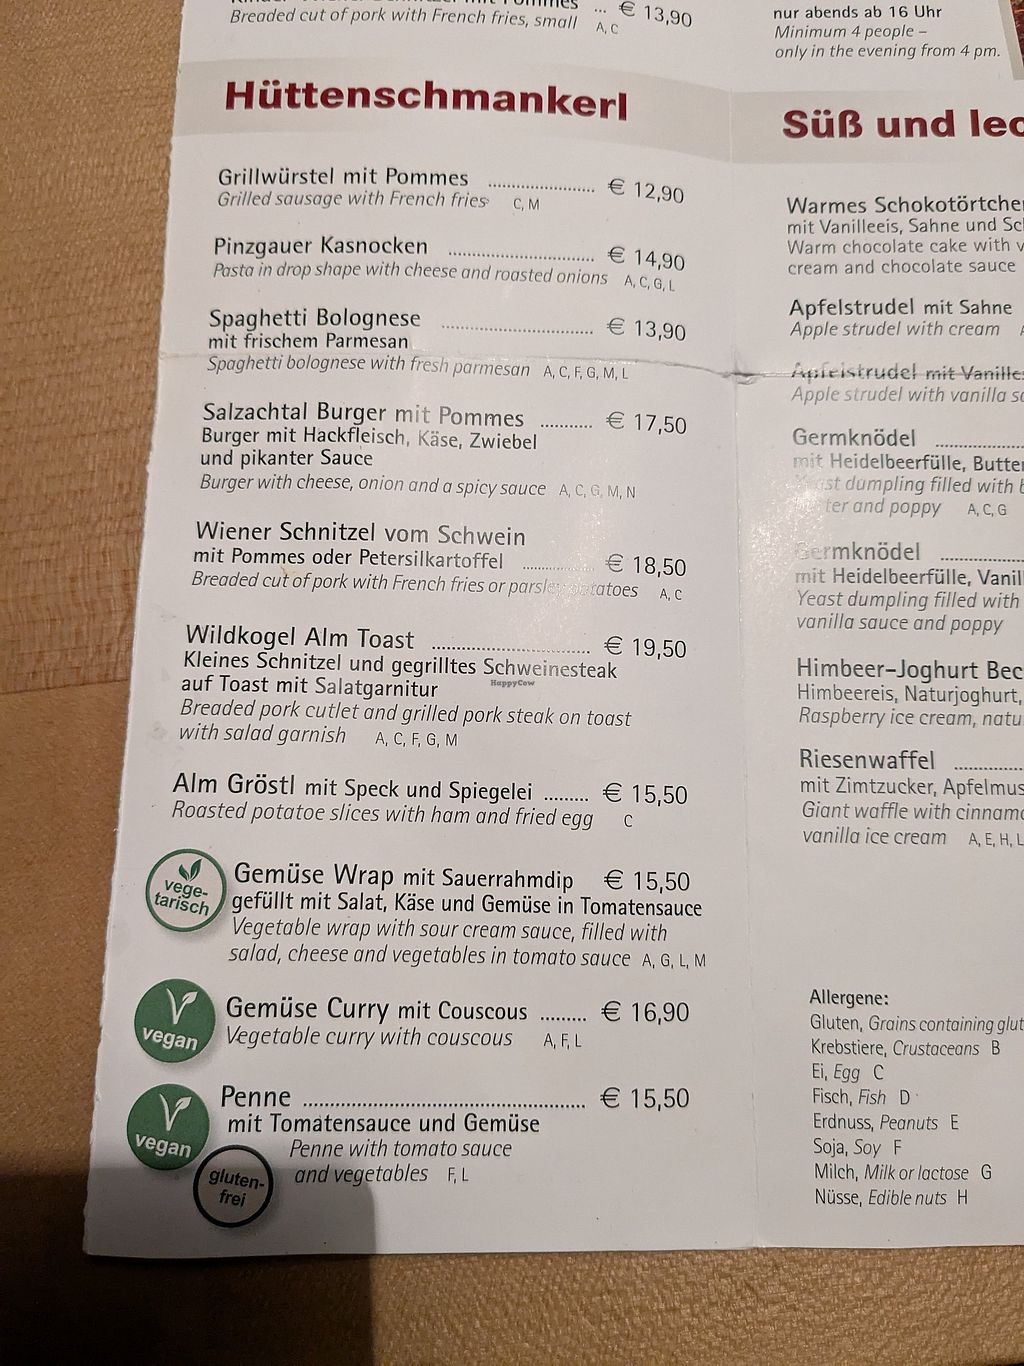 ... € 13,90
Breaded cut of pork with French fries, small A, C
Hüttenschmankerl
Grillwürstel mit Pommes ........................ € 12,90
Grilled sausage with French fries C, M
Pinzgauer Kasnocken ................................. € 14,90
Pasta in drop shape with cheese and roasted onions A, C, G, L
Spaghetti Bolognese .................................. € 13,90
mit frischem Parmesan
Spaghetti bolognese with fresh parmesan A, C, F, G, M, L
Salzachtal Burger mit Pommes ........... € 17,50
Burger mit Hackfleisch, Käse, Zwiebel
und pikanter Sauce
Burger with cheese, onion and a spicy sauce A, C, G, M, N
Wiener Schnitzel vom Schwein
mit Pommes oder Petersilkartoffel ................ € 18,50
Breaded cut of pork with French fries or parsley potatoes A, C
Wildkogel Alm Toast .................................... € 19,50
Kleines Schnitzel und gegrilltes Schweinesteak
auf Toast mit Salatgarnitur
HappyCow
Breaded pork cutlet and grilled pork steak on toast
with salad garnish A, C, F, G, M
Alm Gröstl mit Speck und Spiegelei ......... € 15,50
Roasted potatoe slices with ham and fried egg C
vege-
tarisch
Gemüse Wrap mit Sauerrahmdip € 15,50
gefüllt mit Salat, Käse und Gemüse in Tomatensauce
Vegetable wrap with sour cream sauce, filled with
salad, cheese and vegetables in tomato sauce A, G, L, M
vegan
Gemüse Curry mit Couscous ......... € 16,90
Vegetable curry with couscous A, F, L
vegan
Penne ...................................................... € 15,50
mit Tomatensauce und Gemüse
Penne with tomato sauce
and vegetables F, L
gluten-
frei
nur abends ab 16 Uhr
Minimum 4 people –
only in the evening from 4 pm.
Süß und
Warmes
mit Vanilleeis, Sahne und
Warm chocolate cake with
cream and chocolate sauce
Apfelstrudel mit Sahne
Apple strudel with cream
Apfelstrudel mit
Apple strudel with vanilla
Germknödel ................
mit Heidelbeerfülle,
Yeast dumpling filled with
and poppy A, C, G
Germknödel ...............
mit Heidelbeerfülle,
Yeast dumpling filled with
vanilla sauce and poppy
Himbeer-Joghurt
Himbeereis, Naturjoghurt,
Raspberry ice cream,
Riesenwaffel .............
mit Zimtzucker,
Giant waffle with
vanilla ice cream A, E, H, L
Allergene:
Gluten, Grains containing
Krebstiere, Crustaceans B
Ei, Egg C
Fisch, Fish D
Erdnuss, Peanuts E
Soja, Soy F
Milch, Milk or lactose G
Nüsse, Edible nuts H